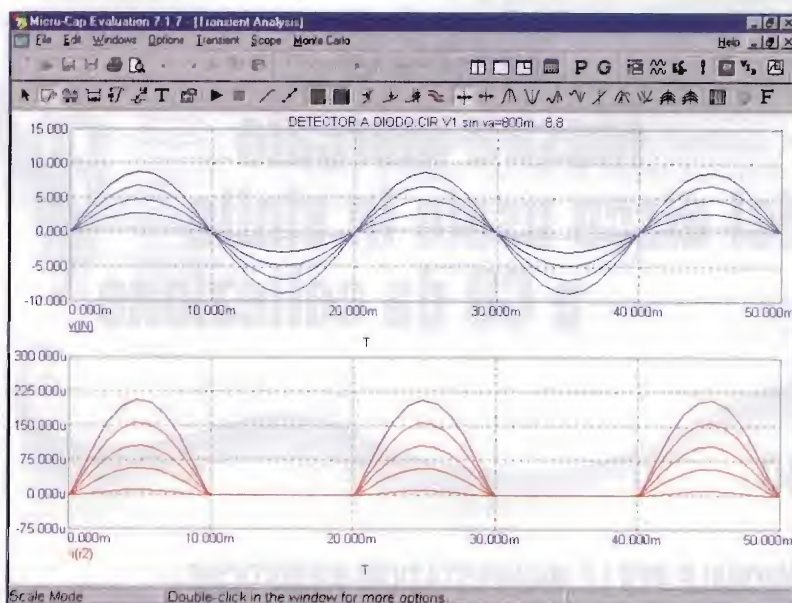 Micro-Cap Evaluation 7.1.7 - [Transient Analysis]
File Edit Windows Options Transient Scope Monte Carlo Help
P G
T F
DETECTOR A DIODO.CIR V1 sin va=800m...8.8
15.000
10.000
5.000
0.000
-5.000
-10.000
0.000m 10.000m 20.000m 30.000m 40.000m 50.000m
v(IN)
T
300.000u
225.000u
150.000u
75.000u
0.000u
-75.000u
0.000m 10.000m 20.000m 30.000m 40.000m 50.000m
i(r2)
T
Scale Mode Double-click in the window for more options.